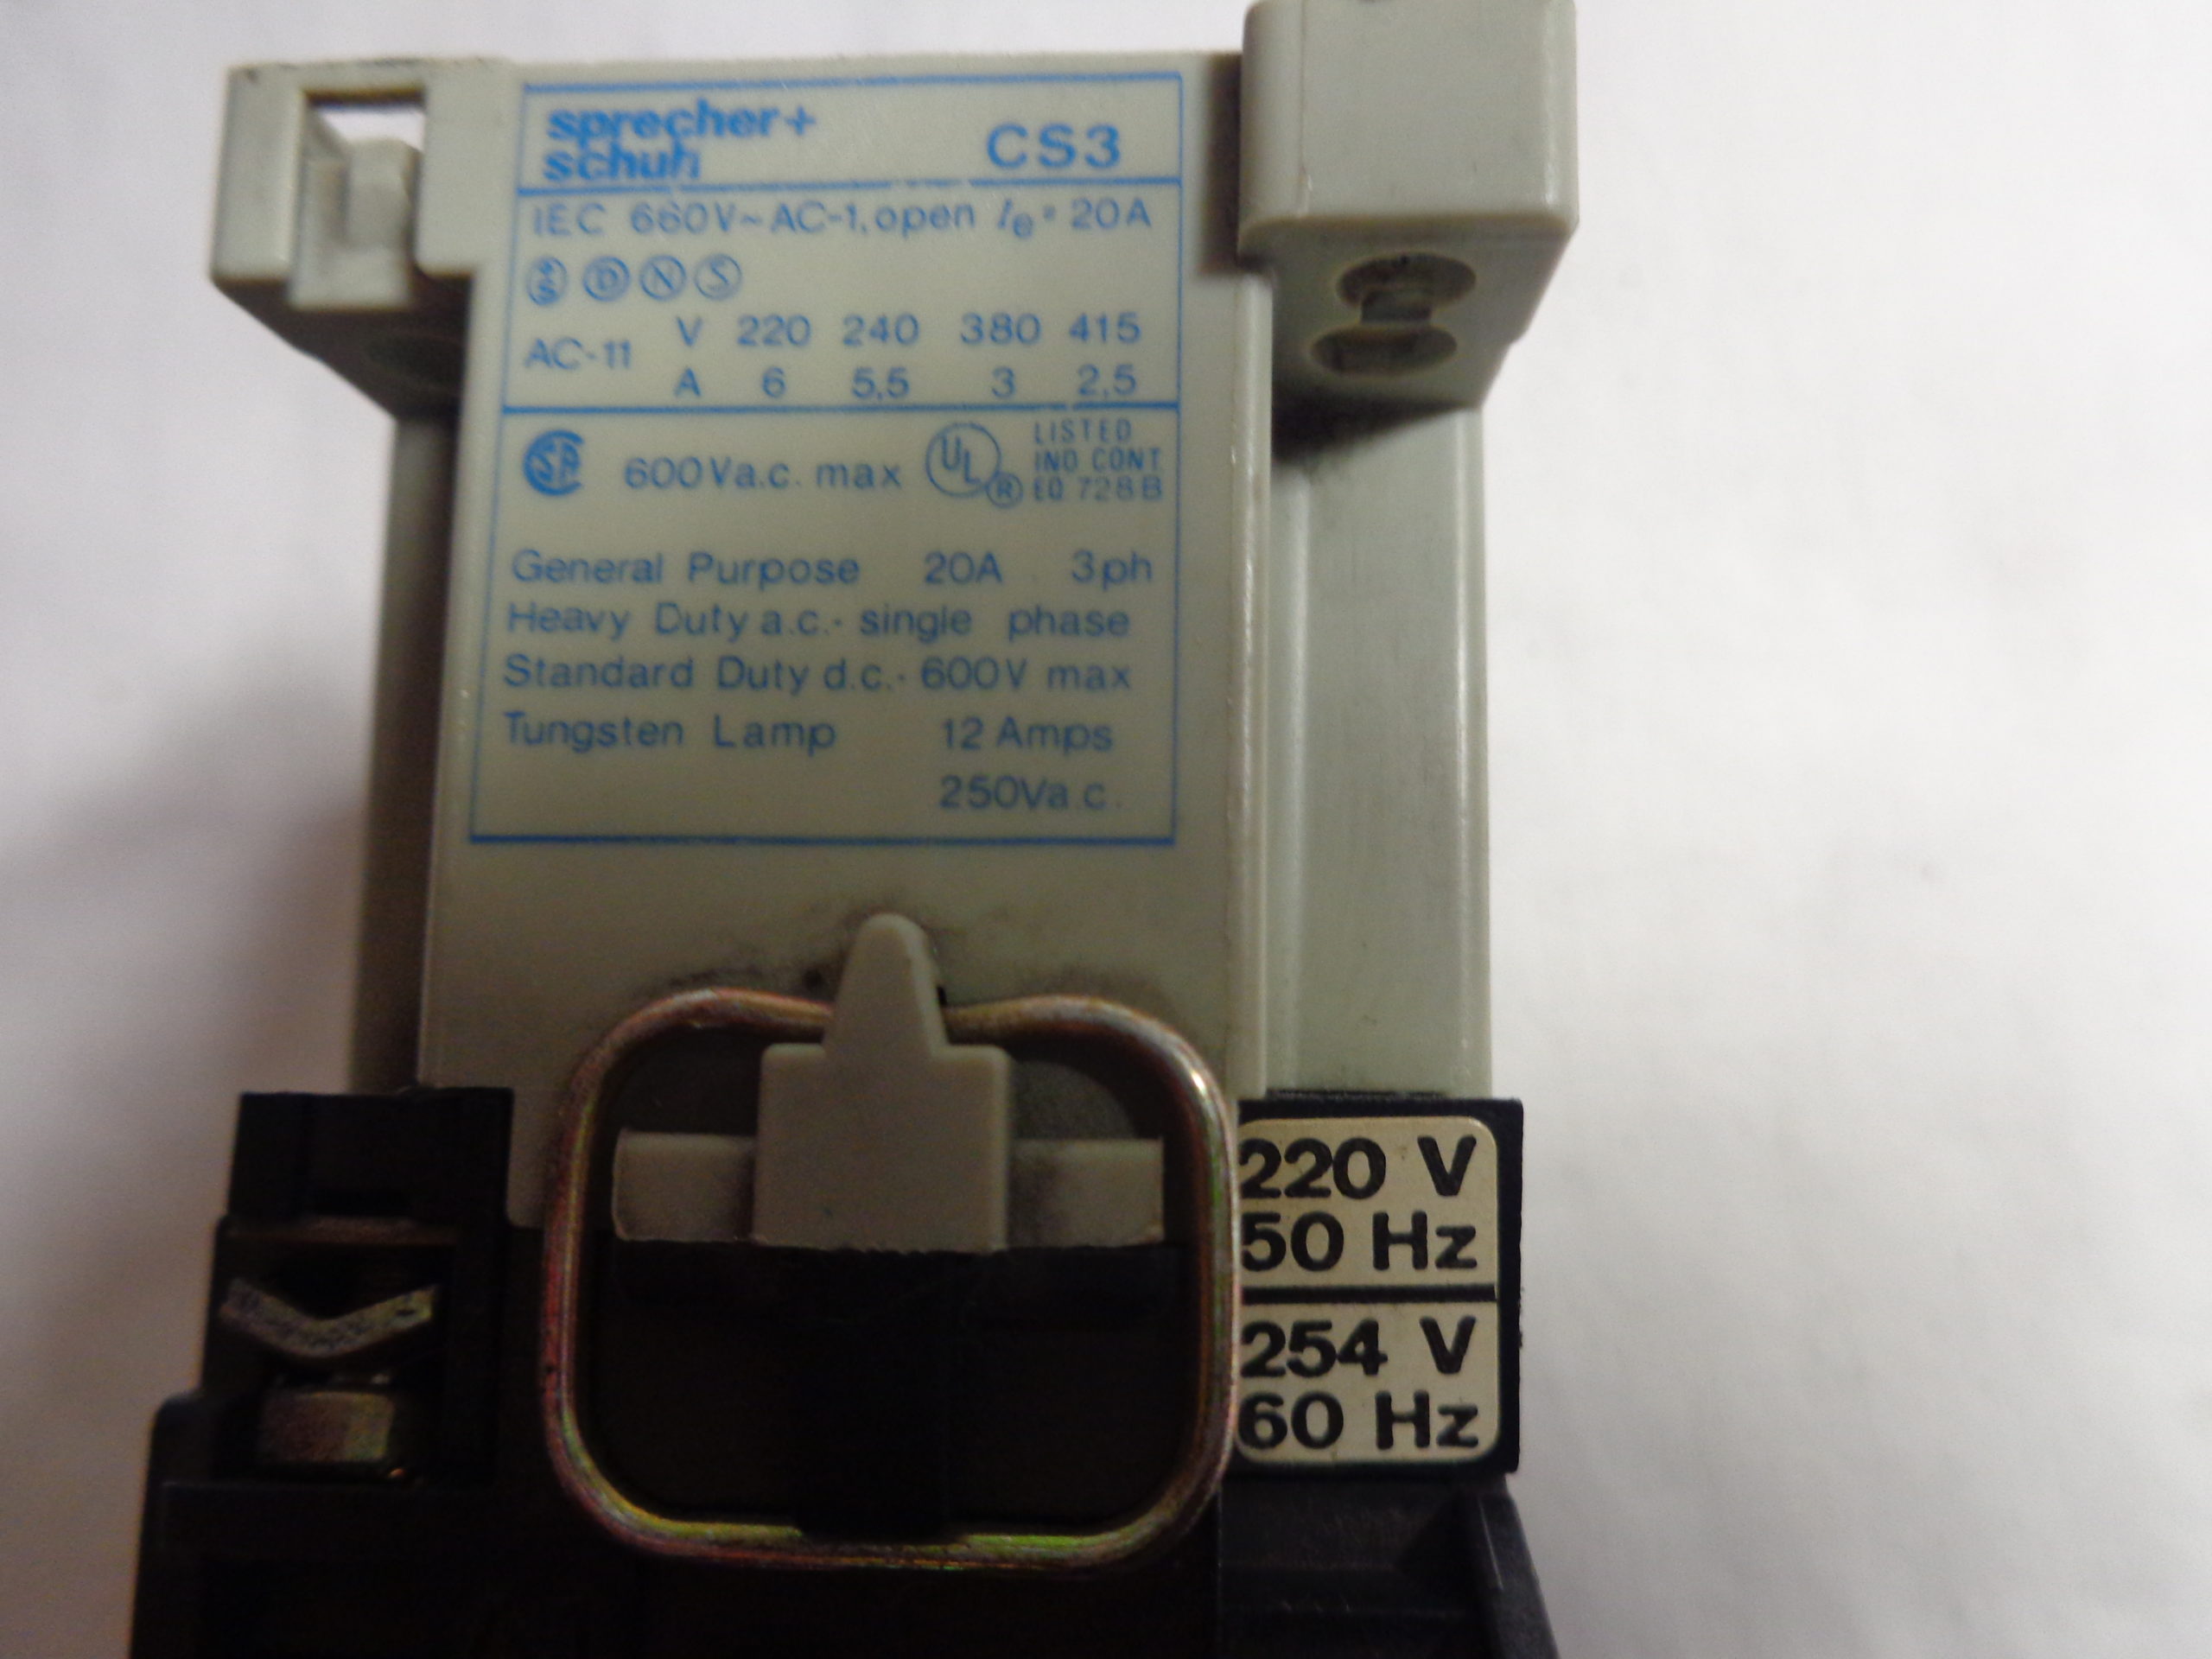 sprecher+
schuh
CS3
IEC 660V~AC-1, open Ie = 20A
D N S
AC-11 V 220 240 380 415
A 6 5,5 3 2,5
600Va.c. max
UL ® LISTED
IND CONT
EQ 728B
General Purpose 20A 3ph
Heavy Duty a.c. · single phase
Standard Duty d.c. · 600V max
Tungsten Lamp 12 Amps
250Va.c.
220 V
50 Hz
254 V
60 Hz